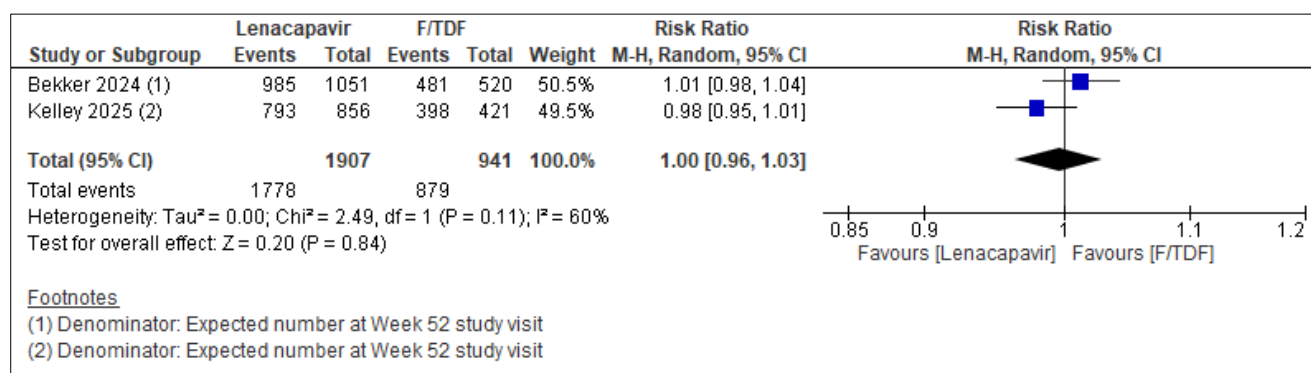 Lenacapavir F/TDF Risk Ratio Risk Ratio
Study or Subgroup Events Total Events Total Weight M-H, Random, 95% CI M-H, Random, 95% CI
Bekker 2024 (1) 985 1051 481 520 50.5% 1.01 [0.98, 1.04]
Kelley 2025 (2) 793 856 398 421 49.5% 0.98 [0.95, 1.01]
Total (95% CI) 1907 941 100.0% 1.00 [0.96, 1.03]
Total events 1778 879
Heterogeneity: Tau² = 0.00; Chi² = 2.49, df = 1 (P = 0.11); I² = 60%
Test for overall effect: Z = 0.20 (P = 0.84)
0.85 0.9 1 1.1 1.2
Favours [Lenacapavir] Favours [F/TDF]
Footnotes
(1) Denominator: Expected number at Week 52 study visit
(2) Denominator: Expected number at Week 52 study visit